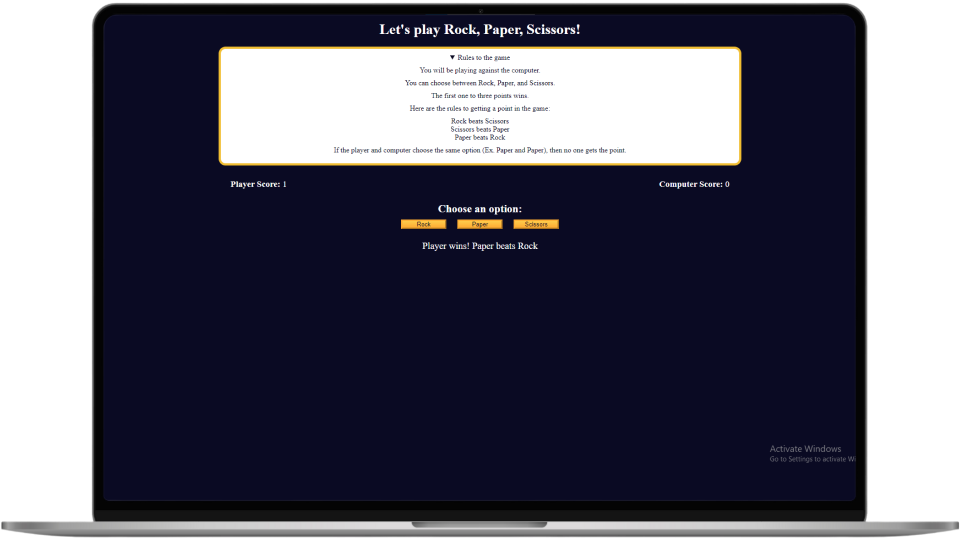 Let's play Rock, Paper, Scissors!
▼ Rules to the game
You will be playing against the computer.
You can choose between Rock, Paper, and Scissors.
The first one to three points wins.
Here are the rules to getting a point in the game:
Rock beats Scissors
Scissors beats Paper
Paper beats Rock
If the player and computer choose the same option (Ex. Paper and Paper), then no one gets the point.
Player Score: 1
Computer Score: 0
Choose an option:
Rock
Paper
Scissors
Player wins! Paper beats Rock
Activate Windows
Go to Settings to activate Wi